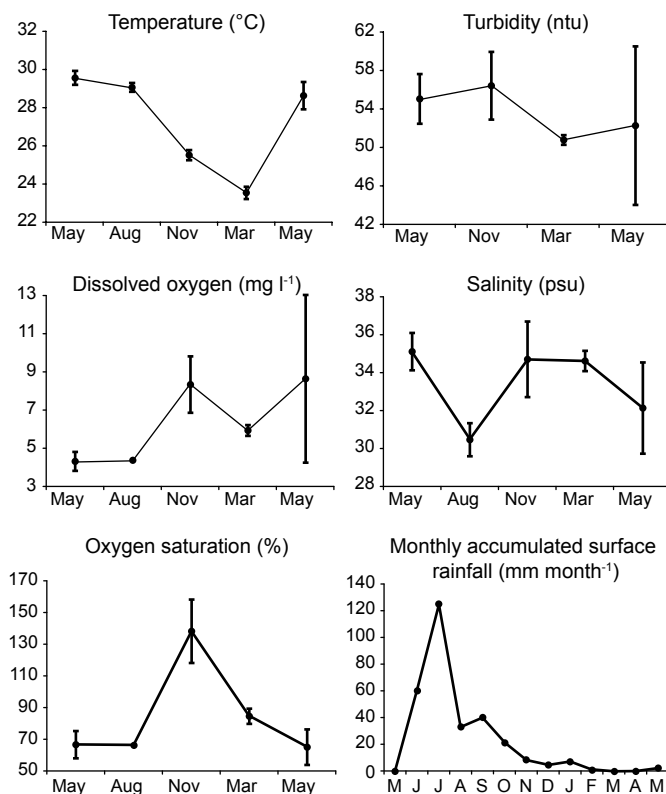 Temperature (°C)
30
28
26
24
22
May Aug Nov Mar May
Turbidity (ntu)
62
58
54
50
46
42
May Nov Mar May
Dissolved oxygen (mg l⁻¹)
13
9
7
5
3
May Aug Nov Mar May
Salinity (psu)
38
36
34
32
30
28
May Aug Nov Mar May
Oxygen saturation (%)
170
150
130
110
90
70
50
May Aug Nov Mar May
Monthly accumulated surface
rainfall (mm month⁻¹)
140
120
100
80
60
40
20
0
M J J A S O N D J F M A M